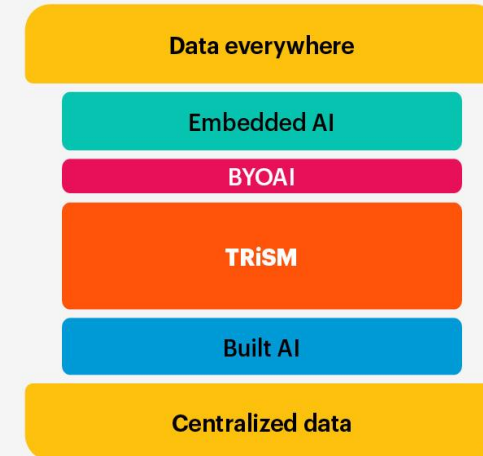 Data everywhere
Embedded AI
BYOAI
TRiSM
Built AI
Centralized data